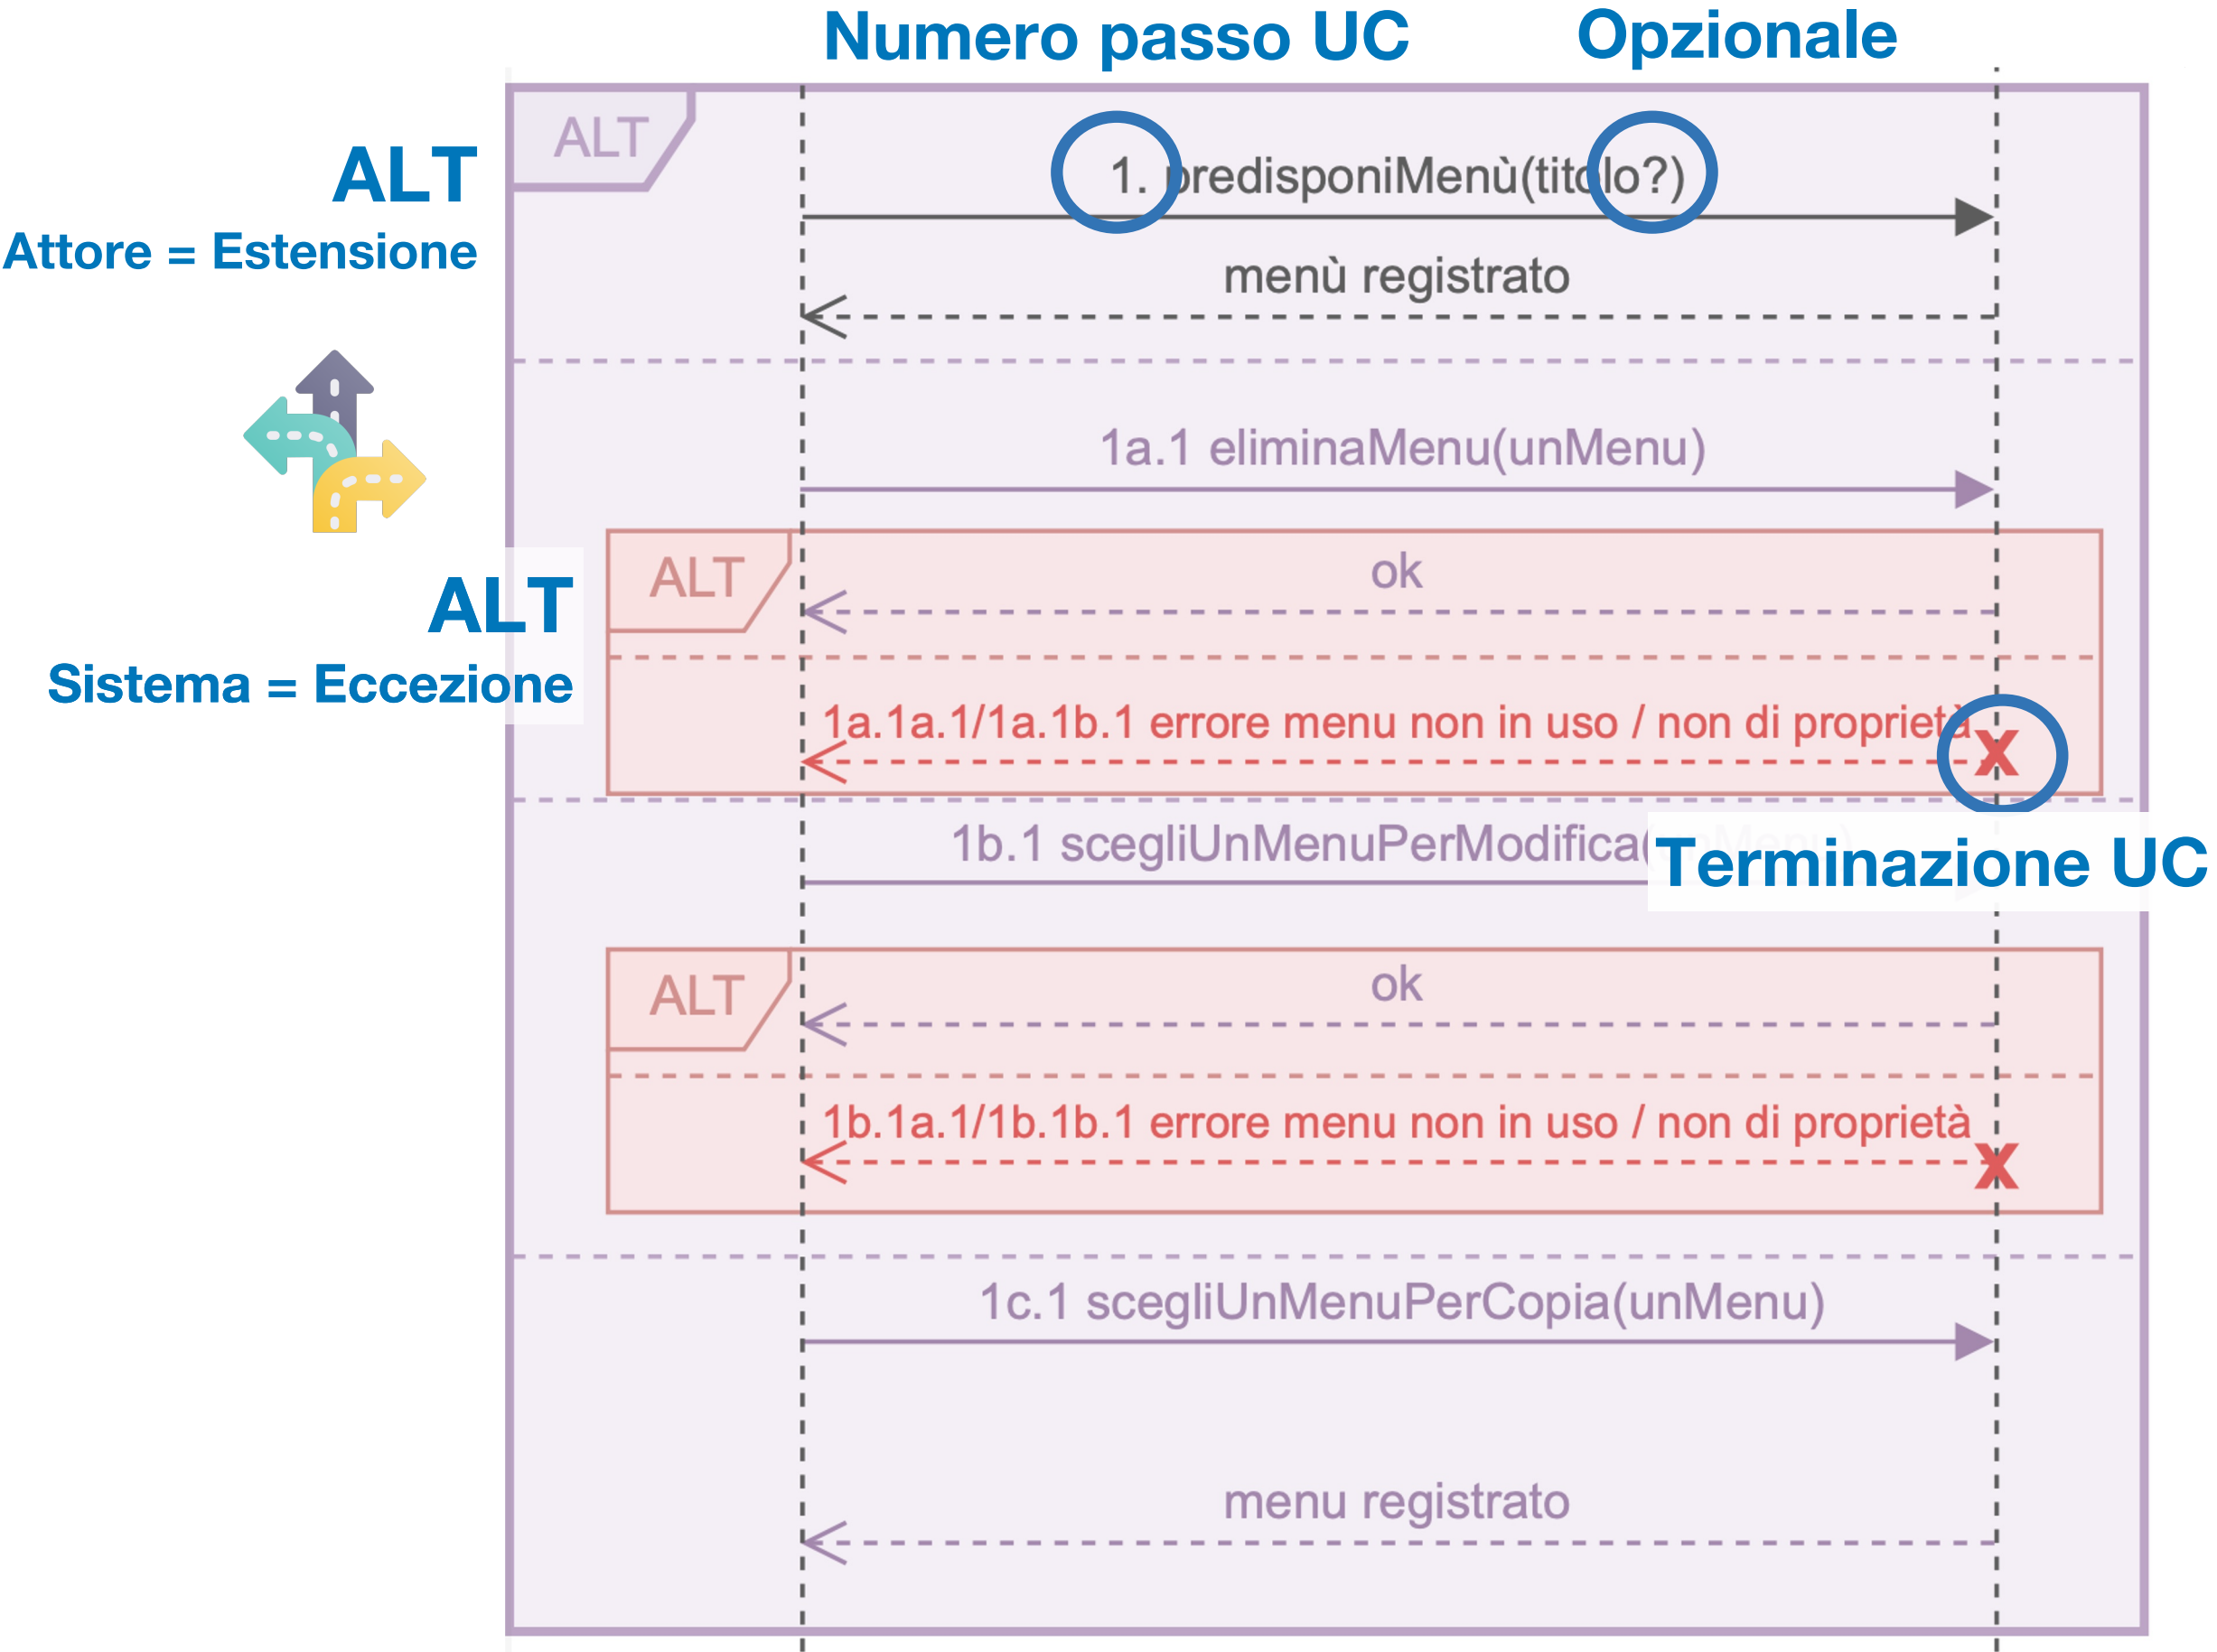 Numero passo UC
Opzionale
ALT
1. predisponiMenù(titolo?)
ALT
Attore = Estensione
menù registrato
1a.1 eliminaMenu(unMenu)
ALT
ok
ALT
Sistema = Eccezione
1a.1a.1/1a.1b.1 errore menu non in uso / non di proprietà
X
1b.1 scegliUnMenuPerModifica(unMenu)
Terminazione UC
ALT
ok
1b.1a.1/1b.1b.1 errore menu non in uso / non di proprietà
X
1c.1 scegliUnMenuPerCopia(unMenu)
menu registrato